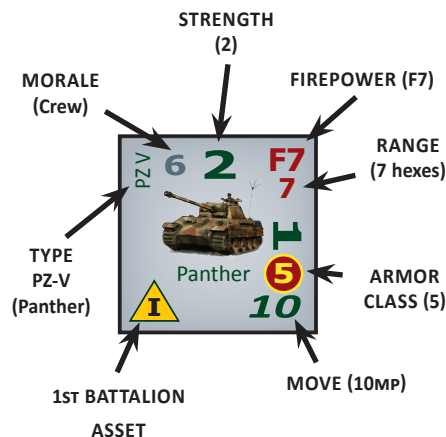 STRENGTH
(2)
MORALE
(Crew)
FIREPOWER (F7)
RANGE
(7 hexes)
PZ V
6
2
F7
7
1
TYPE
PZ-V
(Panther)
Panther
5
ARMOR
CLASS (5)
I
10
MOVE (10MP)
1ST BATTALION
ASSET